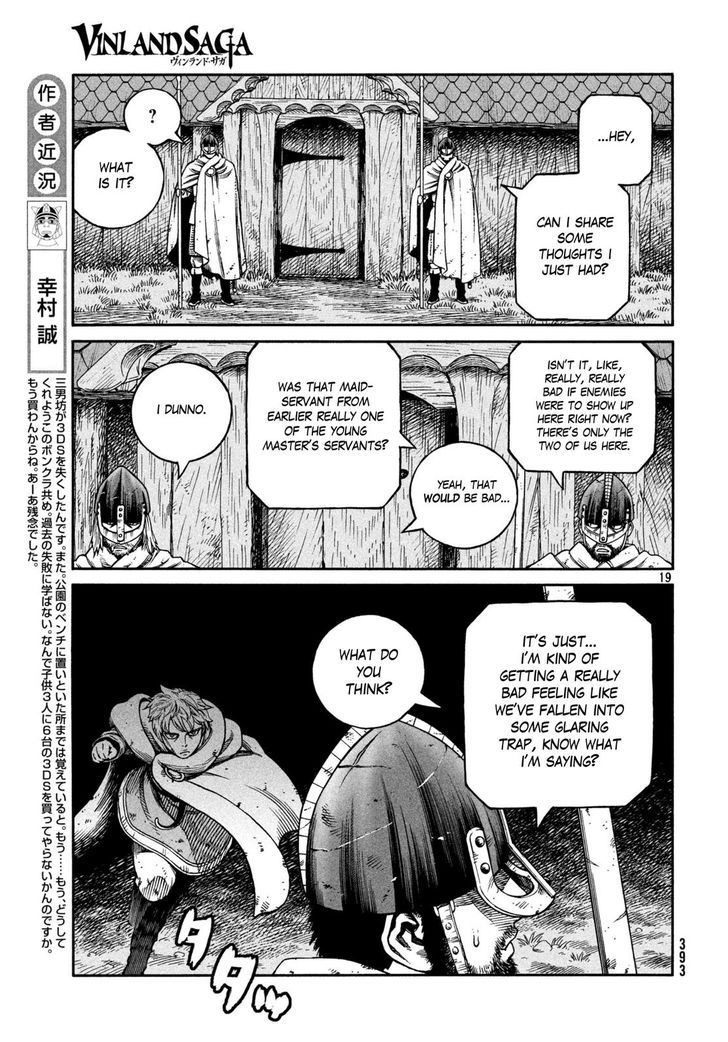 VINLAND SAGA
ヴィンランド・サガ
...HEY,
CAN I SHARE
SOME
THOUGHTS I
JUST HAD?
?
WHAT
IS IT?
ISN'T IT, LIKE,
REALLY, REALLY
BAD IF ENEMIES
WERE TO SHOW UP
HERE RIGHT NOW?
THERE'S ONLY THE
TWO OF US HERE.
YEAH, THAT
WOULD BE BAD...
WAS THAT MAID-
SERVANT FROM
EARLIER REALLY ONE
OF THE YOUNG
MASTER'S SERVANTS?
I DUNNO.
19
IT'S JUST...
I'M KIND OF
GETTING A REALLY
BAD FEELING LIKE
WE'VE FALLEN INTO
SOME GLARING
TRAP, KNOW WHAT
I'M SAYING?
WHAT DO
YOU
THINK?
タタタッ
393
作者近況
幸村誠
三男坊が3DSを失くしたんです。また。公園のベンチに置いといた所までは覚えていると。もう……もう、どうして
くれようこのボンクラ共め。過去の失敗に学ばない。なんで子供3人に6台の3DSを買ってやらないかんのですか。
もう買わんからね。あーあ残念でした。